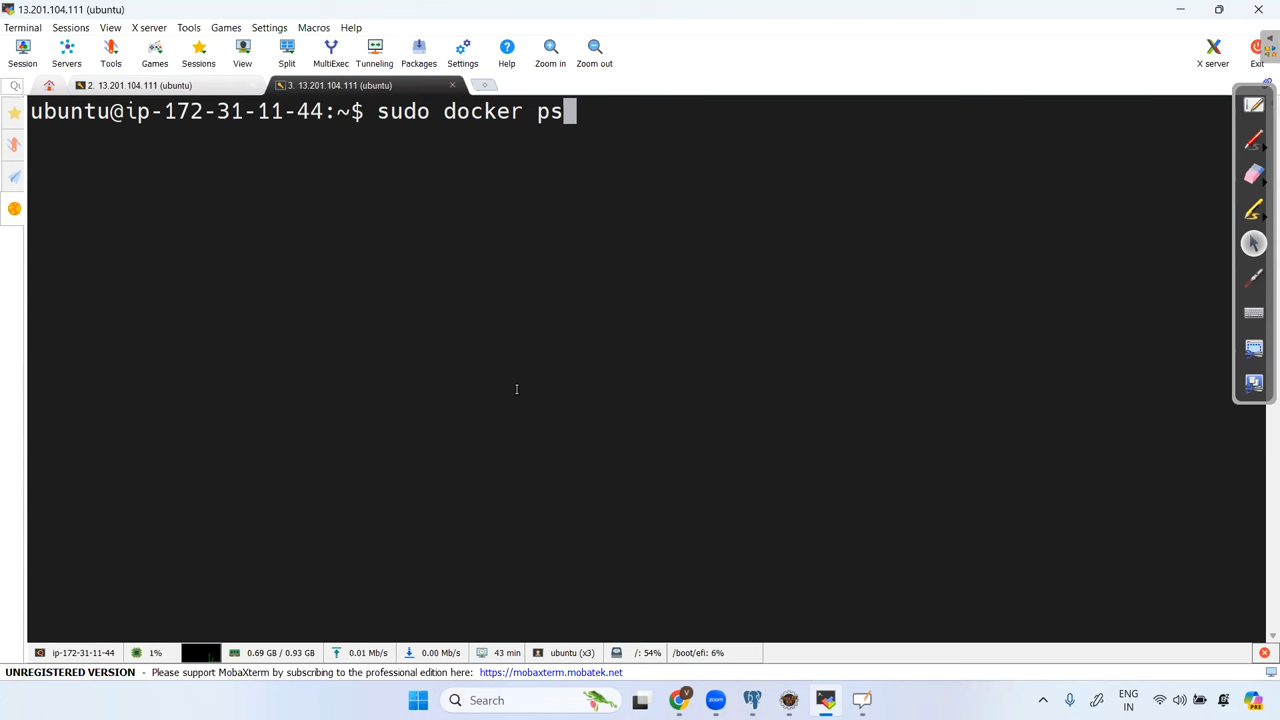 13.201.104.111 (ubuntu)
Terminal Sessions View X server Tools Games Settings Macros Help
Session Servers Tools Games Sessions View Split MultiExec Tunneling Packages Settings Help Zoom in Zoom out X server Exit
2. 13.201.104.111 (ubuntu) 3. 13.201.104.111 (ubuntu)
ubuntu@ip-172-31-11-44:~$ sudo docker ps
ip-172-31-11-44 1% 0.69 GB / 0.93 GB 0.01 Mb/s 0.00 Mb/s 43 min ubuntu (x3) /: 54% /boot/efi: 6%
UNREGISTERED VERSION - Please support MobaXterm by subscribing to the professional edition here: https://mobaxterm.mobatek.net
Search ENG
IN